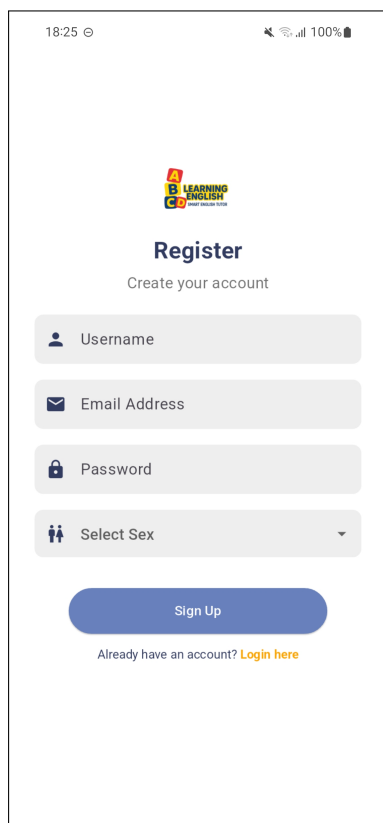 18:25
100%
A
B LEARNING
ENGLISH
CD SMART ENGLISH TUTOR
Register
Create your account
Username
Email Address
Password
Select Sex
Sign Up
Already have an account? Login here